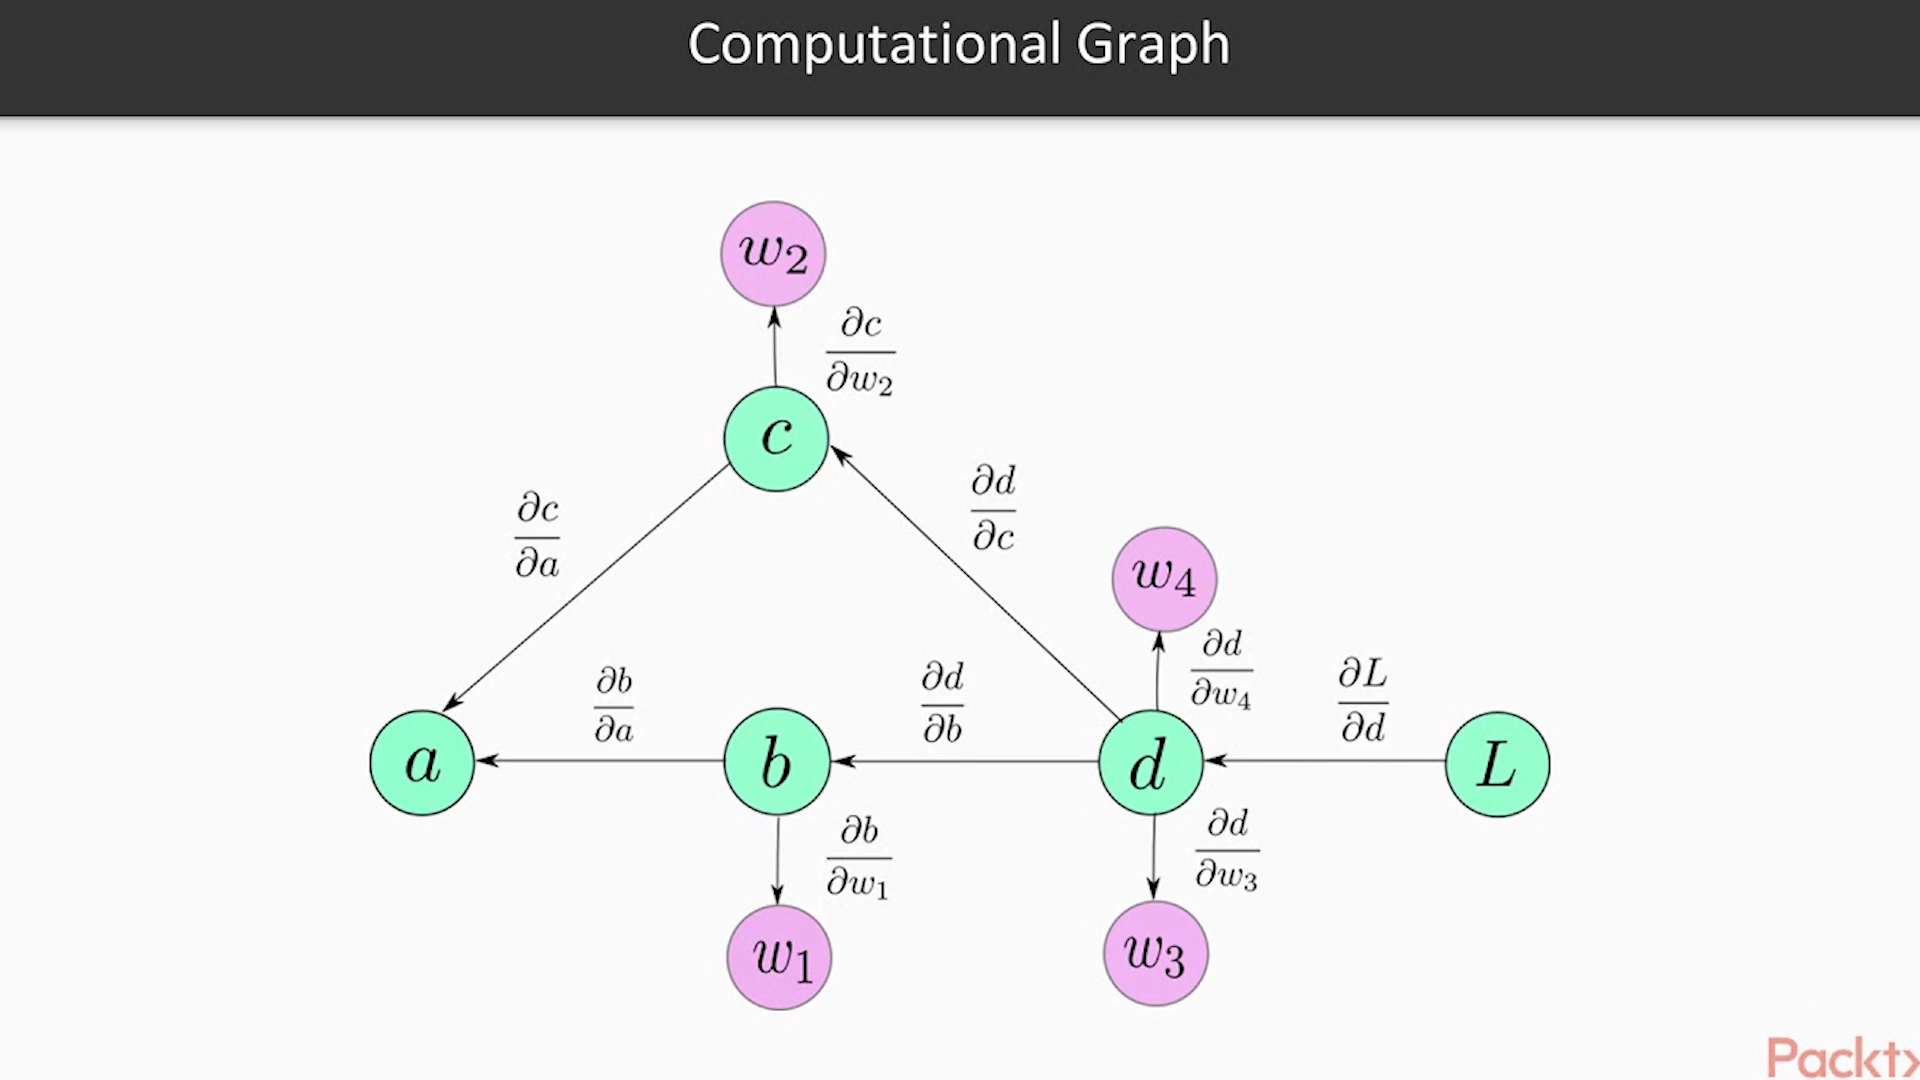 Computational Graph
w₂
∂c
∂w₂
c
∂c
∂a
∂d
∂c
w₄
∂d
∂w₄
∂b
∂a
∂d
∂b
∂L
∂d
a
b
d
L
∂b
∂w₁
∂d
∂w₃
w₁
w₃
Packt>